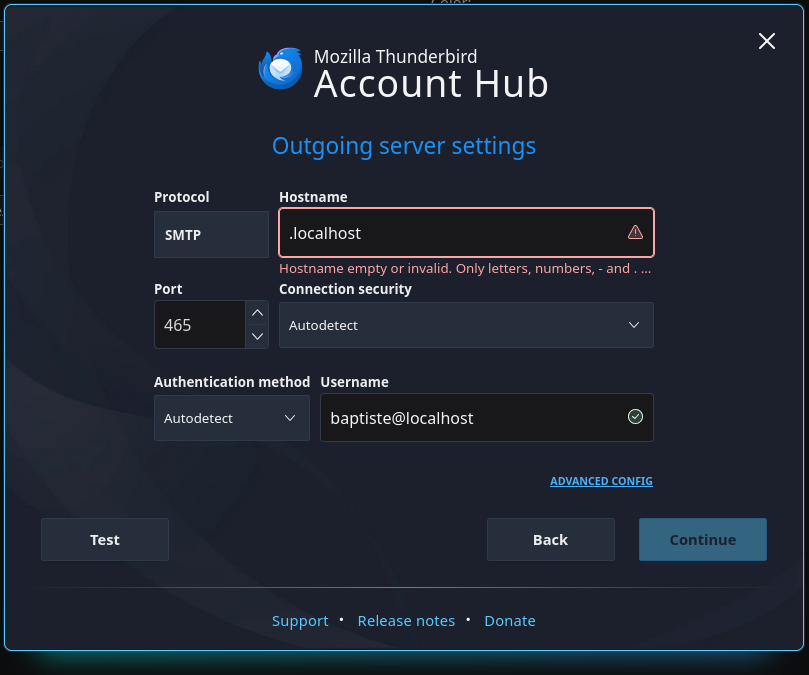 Mozilla Thunderbird
Account Hub
Outgoing server settings
Protocol
Hostname
SMTP
.localhost
Hostname empty or invalid. Only letters, numbers, - and . ...
Port
Connection security
465
Autodetect
Authentication method
Username
Autodetect
baptiste@localhost
ADVANCED CONFIG
Test
Back
Continue
Support • Release notes • Donate